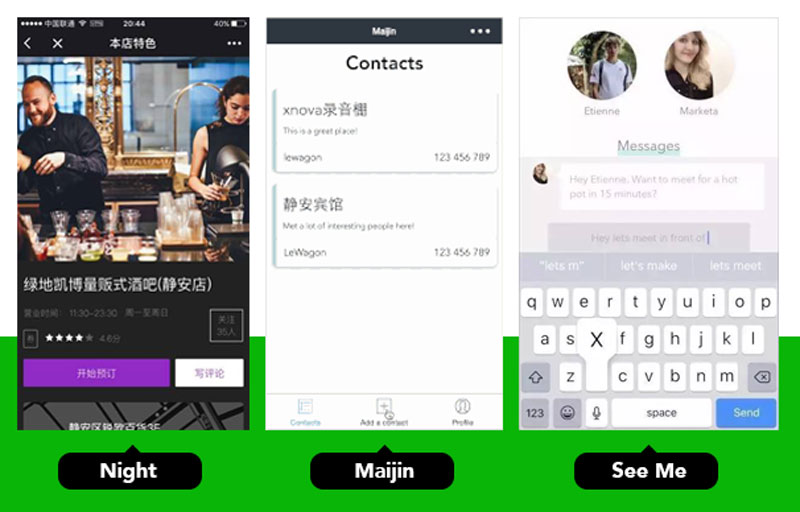 中国联通
20:44
40%
本店特色
绿地凯博量贩式酒吧(静安店)
营业时间： 11:30-23:30 周一至周日
关注
35人
4.6分
开始预订
写评论
静安区锐欧百货3F
Night
Maijin
Contacts
xnova录音棚
This is a great place!
lewagon 123 456 789
静安宾馆
Met a lot of interesting people here!
LeWagon 123 456 789
Contacts
Add a contact
Profile
Maijin
Etienne
Marketa
Messages
Hey Etienne. Want to meet for a hot
pot in 15 minutes?
Hey lets meet in front of
"lets m" let's make lets meet
q w e r t y u i o p
a s X f g h j k l
z c v b n m
123 space Send
See Me